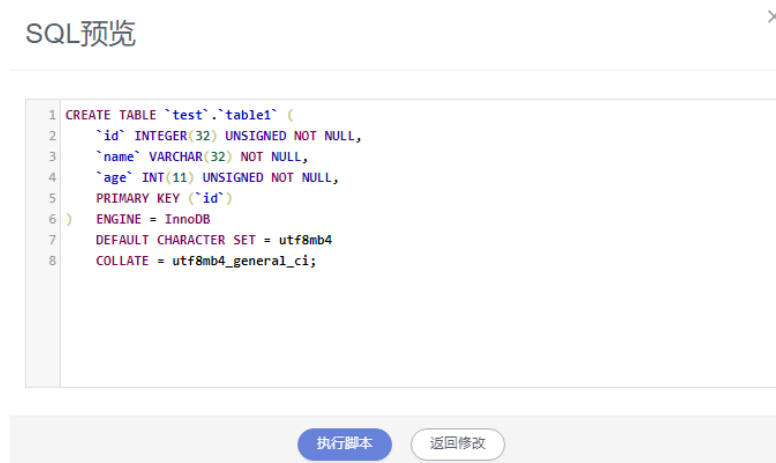 SQL预览
1 CREATE TABLE `test`.`table1` (
2 `id` INTEGER(32) UNSIGNED NOT NULL,
3 `name` VARCHAR(32) NOT NULL,
4 `age` INT(11) UNSIGNED NOT NULL,
5 PRIMARY KEY (`id`)
6 ) ENGINE = InnoDB
7 DEFAULT CHARACTER SET = utf8mb4
8 COLLATE = utf8mb4_general_ci;
执行脚本 返回修改